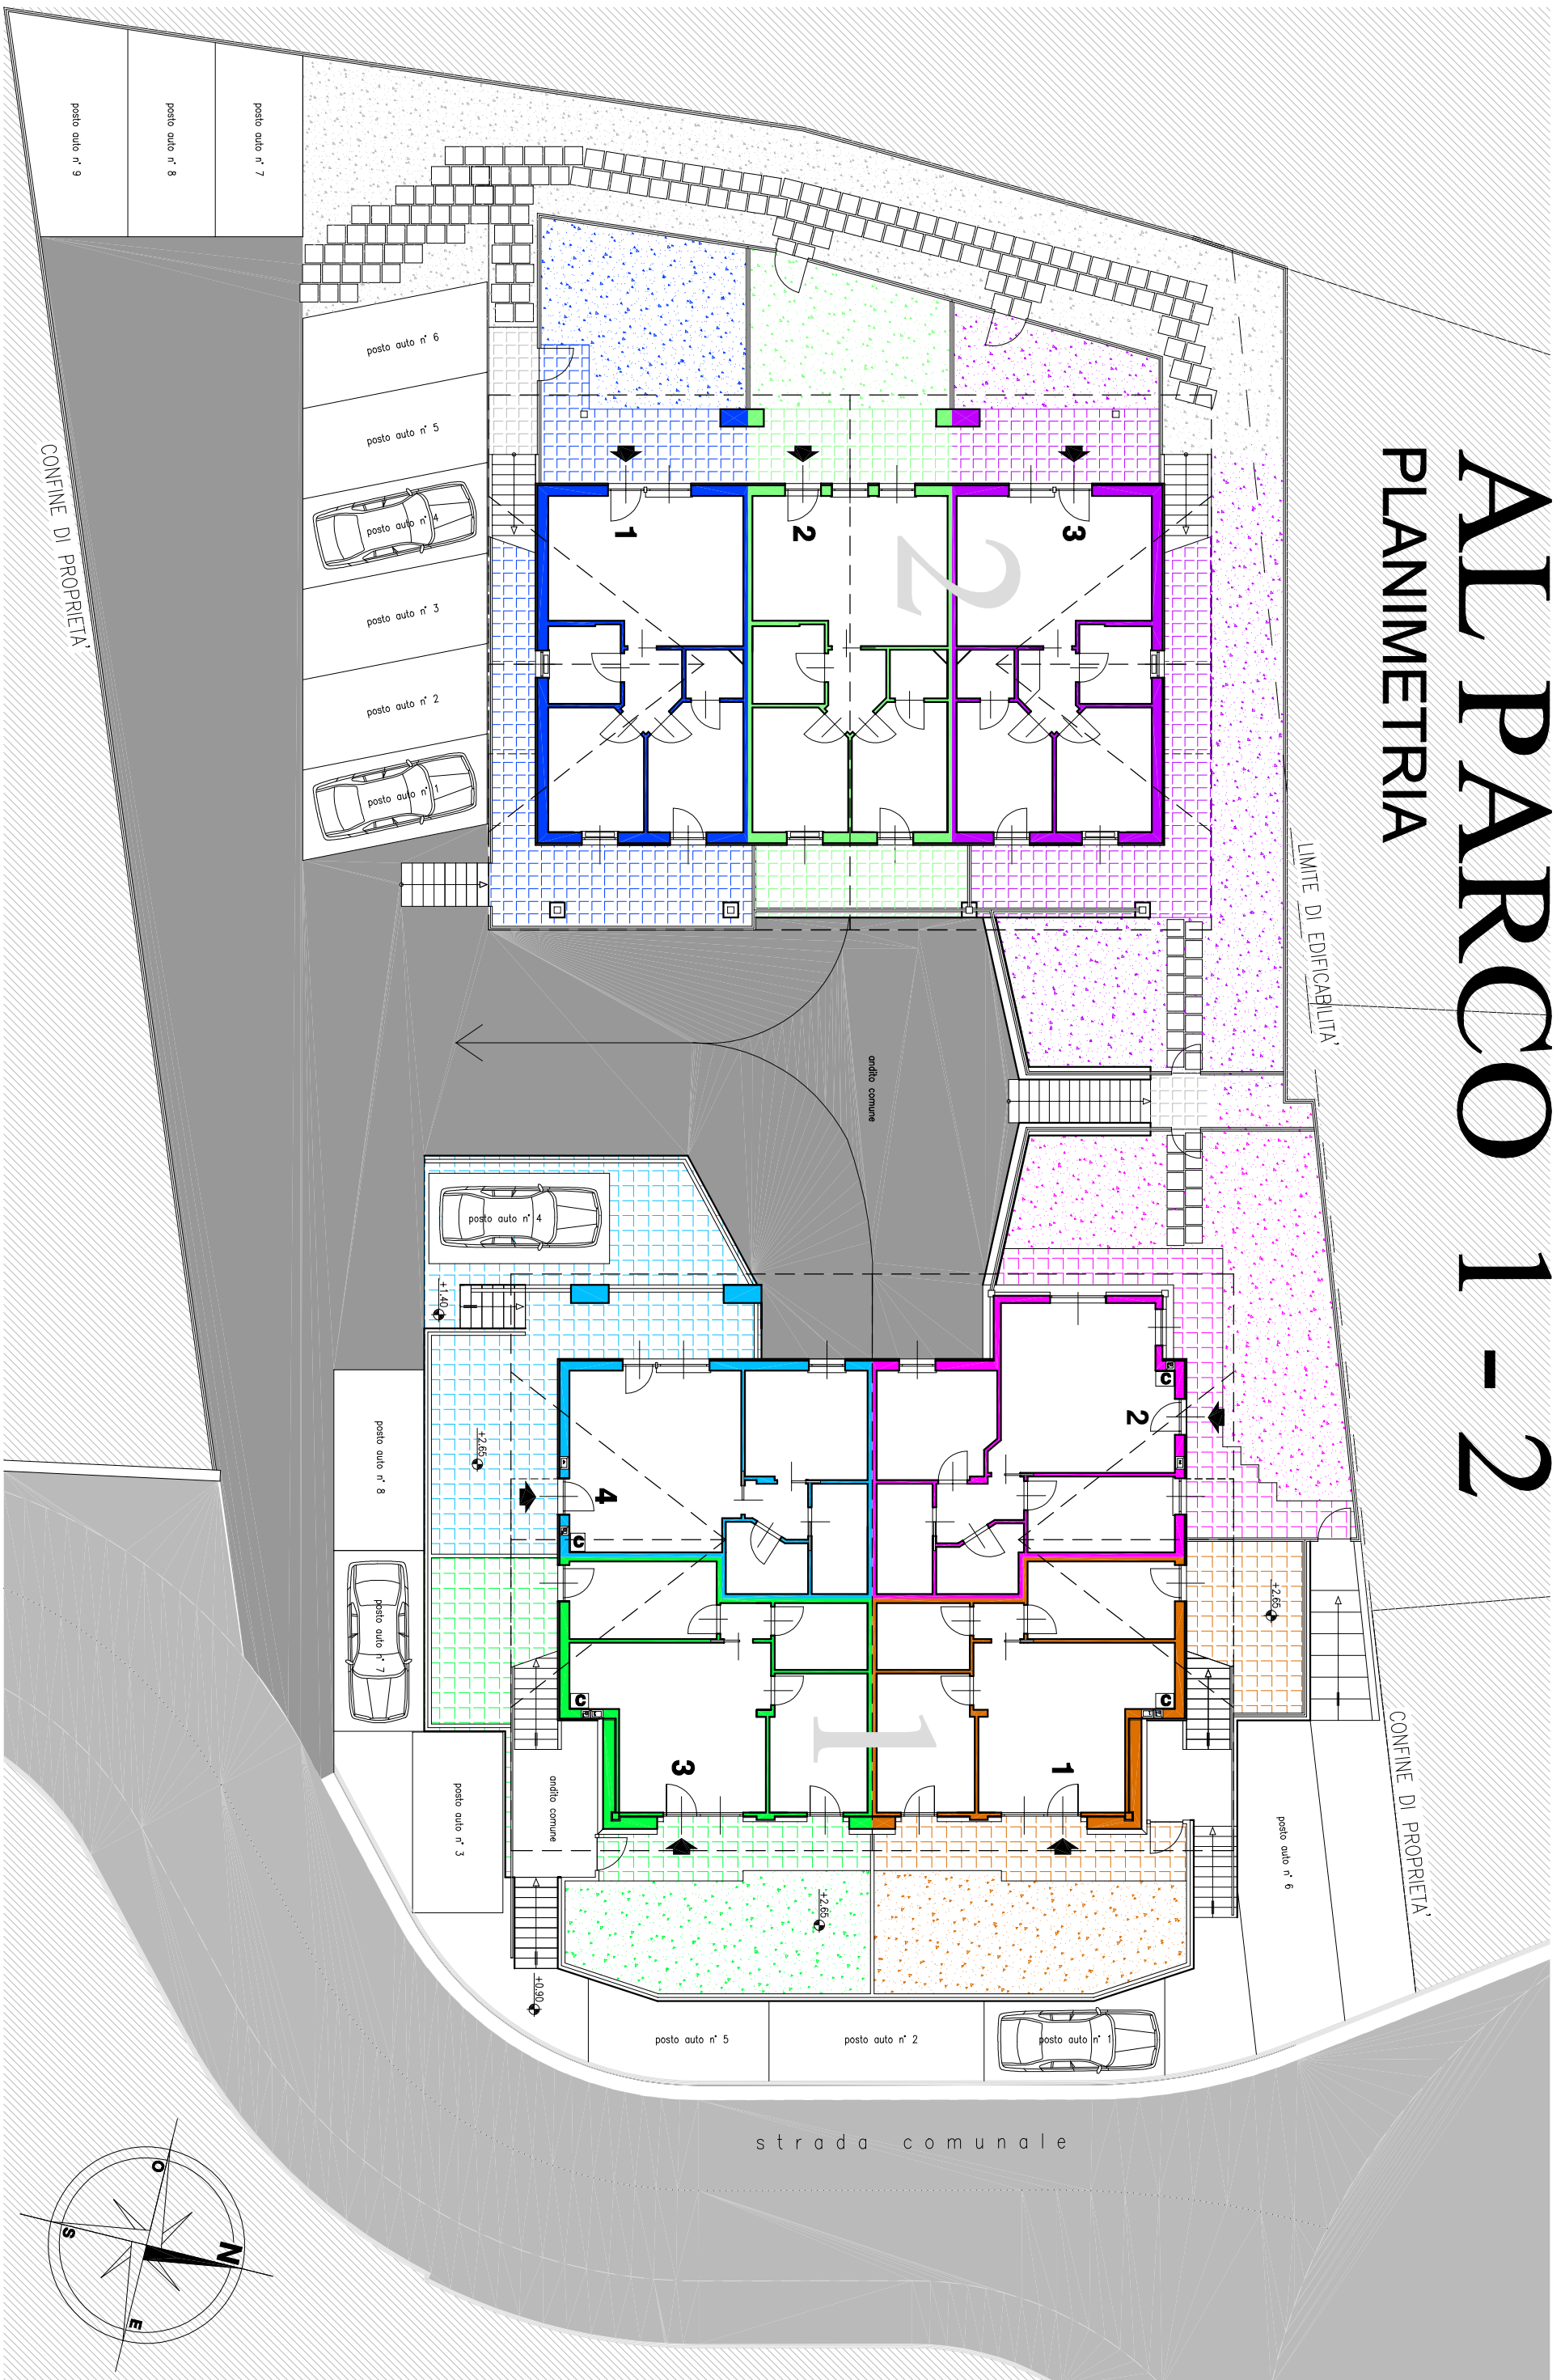 AL PARCO 1 - 2
PLANIMETRIA
posto auto n° 9
posto auto n° 8
posto auto n° 7
posto auto n° 6
posto auto n° 5
posto auto n° 4
posto auto n° 3
posto auto n° 2
posto auto n° 1
CONFINE DI PROPRIETA'
LIMITE DI EDIFICABILITA'
1
2
3
2
andito comune
posto auto n° 4
+1.40
+2.65
posto auto n° 8
posto auto n° 7
posto auto n° 3
andito comune
4
C
2
C
+2.65
C
3
C
1
1
posto auto n° 6
CONFINE DI PROPRIETA'
+2.65
+0.90
posto auto n° 5
posto auto n° 2
posto auto n° 1
strada comunale
O
N
S
E